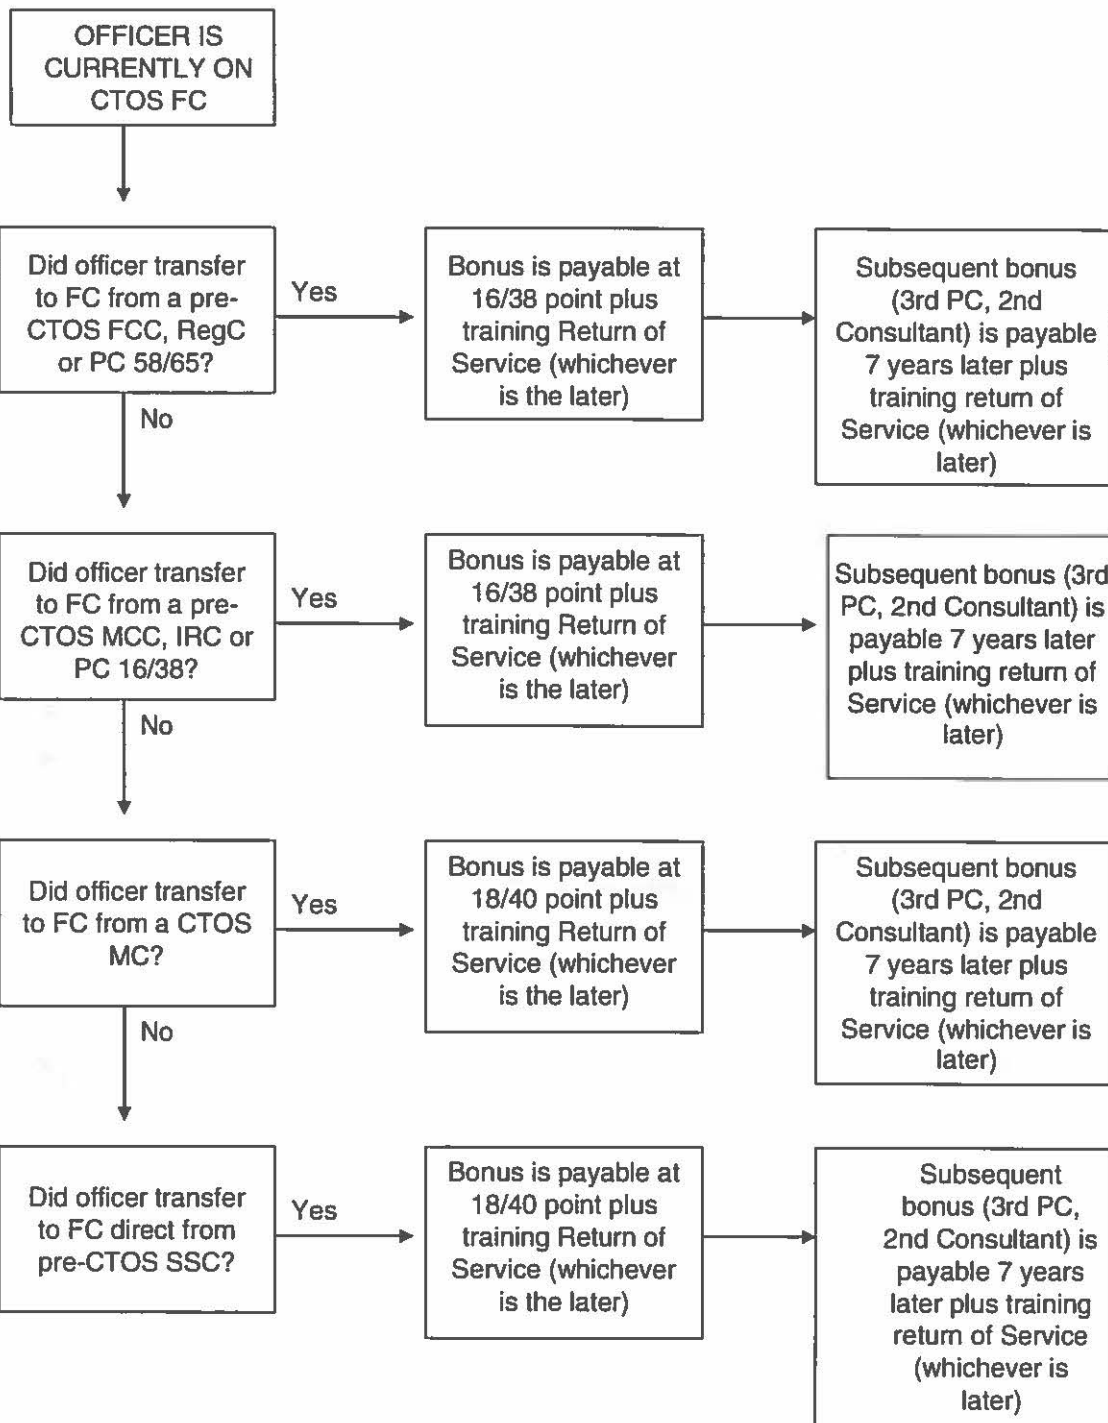 OFFICER IS
CURRENTLY ON
CTOS FC
Did officer transfer
to FC from a pre-
CTOS FCC, RegC
or PC 58/65?
Yes
Bonus is payable at
16/38 point plus
training Return of
Service (whichever
is the later)
Subsequent bonus
(3rd PC, 2nd
Consultant) is payable
7 years later plus
training return of
Service (whichever is
later)
No
Did officer transfer
to FC from a pre-
CTOS MCC, IRC or
PC 16/38?
Yes
Bonus is payable at
16/38 point plus
training Return of
Service (whichever
is the later)
Subsequent bonus (3rd
PC, 2nd Consultant) is
payable 7 years later
plus training return of
Service (whichever is
later)
No
Did officer transfer
to FC from a CTOS
MC?
Yes
Bonus is payable at
18/40 point plus
training Return of
Service (whichever
is the later)
Subsequent bonus
(3rd PC, 2nd
Consultant) is payable
7 years later plus
training return of
Service (whichever is
later)
No
Did officer transfer
to FC direct from
pre-CTOS SSC?
Yes
Bonus is payable at
18/40 point plus
training Return of
Service (whichever
is the later)
Subsequent
bonus (3rd PC,
2nd Consultant) is
payable 7 years
later plus training
return of Service
(whichever is
later)